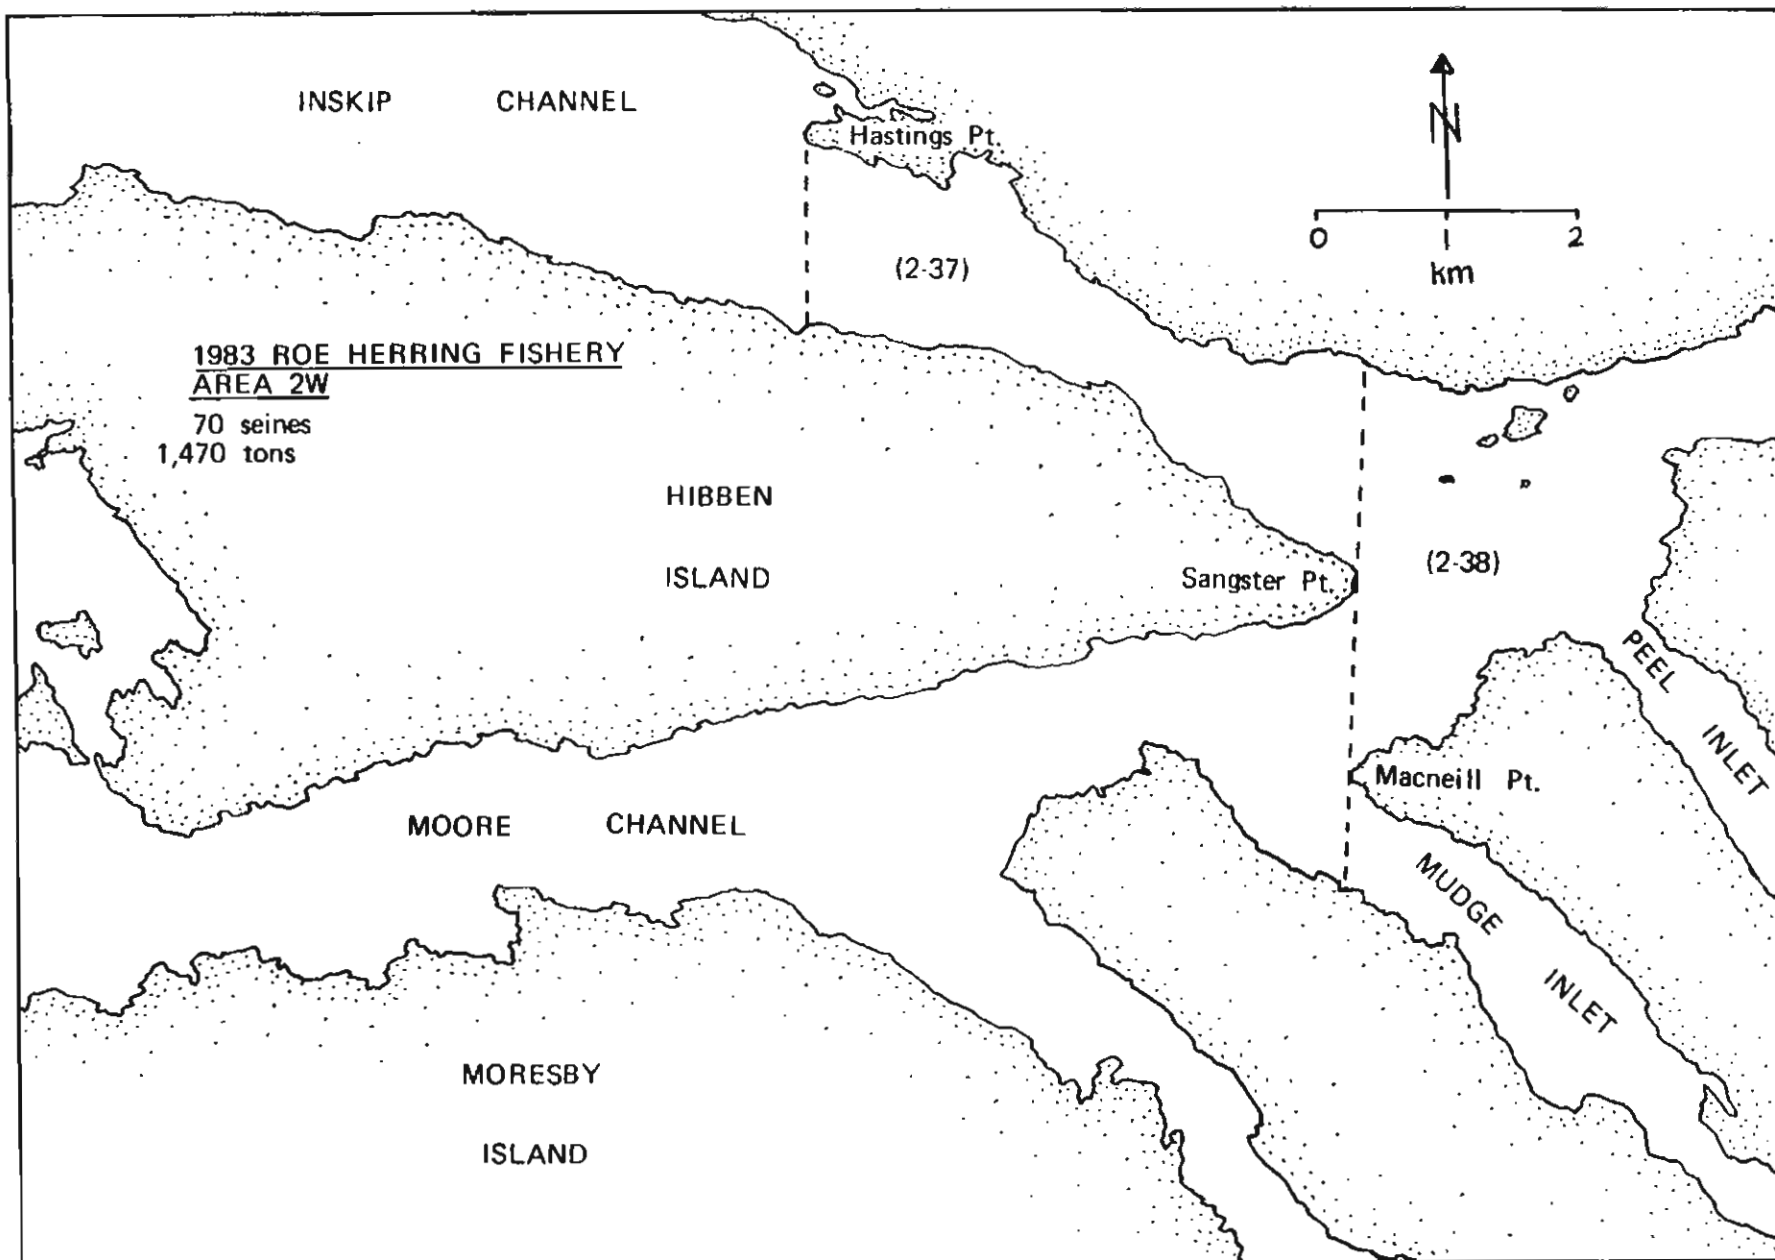 INSKIP CHANNEL
Hastings Pt.
N
0 1 2
km
(2-37)
1983 ROE HERRING FISHERY
AREA 2W
70 seines
1,470 tons
HIBBEN
ISLAND
Sangster Pt.
(2-38)
PEEL
INLET
Macneill Pt.
MOORE CHANNEL
MUDGE
INLET
MORESBY
ISLAND